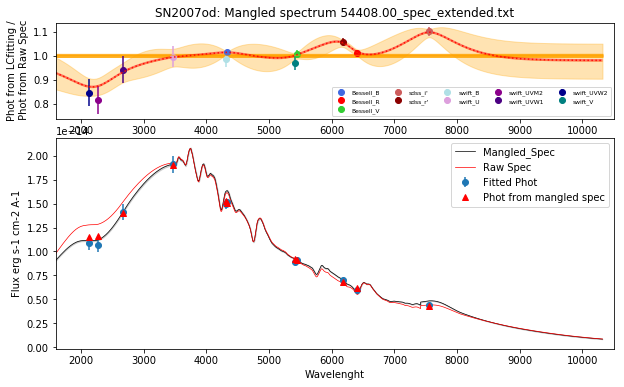 SN2007od: Mangled spectrum 54408.00_spec_extended.txt
Phot from LCfitting /
Phot from Raw Spec
1.1
1.0
0.9
0.8
Bessell_B
Bessell_R
Bessell_V
sdss_i'
sdss_r'
swift_B
swift_U
swift_UVM2
swift_UVW1
swift_UVW2
swift_V
2000 3000 4000 5000 6000 7000 8000 9000 10000
1e−14
Flux erg s-1 cm-2 A-1
2.00
1.75
1.50
1.25
1.00
0.75
0.50
0.25
0.00
Mangled_Spec
Raw Spec
Fitted Phot
Phot from mangled spec
2000 3000 4000 5000 6000 7000 8000 9000 10000
Wavelenght